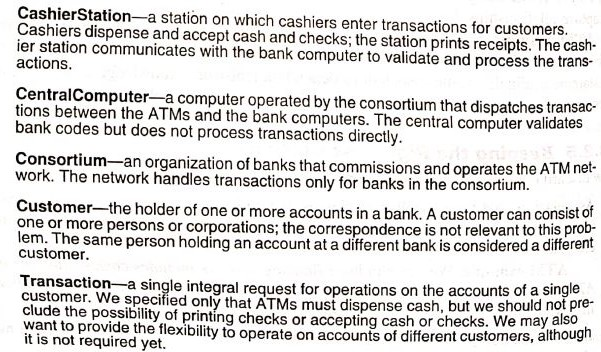 CashierStation—a station on which cashiers enter transactions for customers.
Cashiers dispense and accept cash and checks; the station prints receipts. The cash-
ier station communicates with the bank computer to validate and process the trans-
actions.
CentralComputer—a computer operated by the consortium that dispatches transac-
tions between the ATMs and the bank computers. The central computer validates
bank codes but does not process transactions directly.
Consortium—an organization of banks that commissions and operates the ATM net-
work. The network handles transactions only for banks in the consortium.
Customer—the holder of one or more accounts in a bank. A customer can consist of
one or more persons or corporations; the correspondence is not relevant to this prob-
lem. The same person holding an account at a different bank is considered a different
customer.
Transaction—a single integral request for operations on the accounts of a single
customer. We specified only that ATMs must dispense cash, but we should not pre-
clude the possibility of printing checks or accepting cash or checks. We may also
want to provide the flexibility to operate on accounts of different customers, although
it is not required yet.